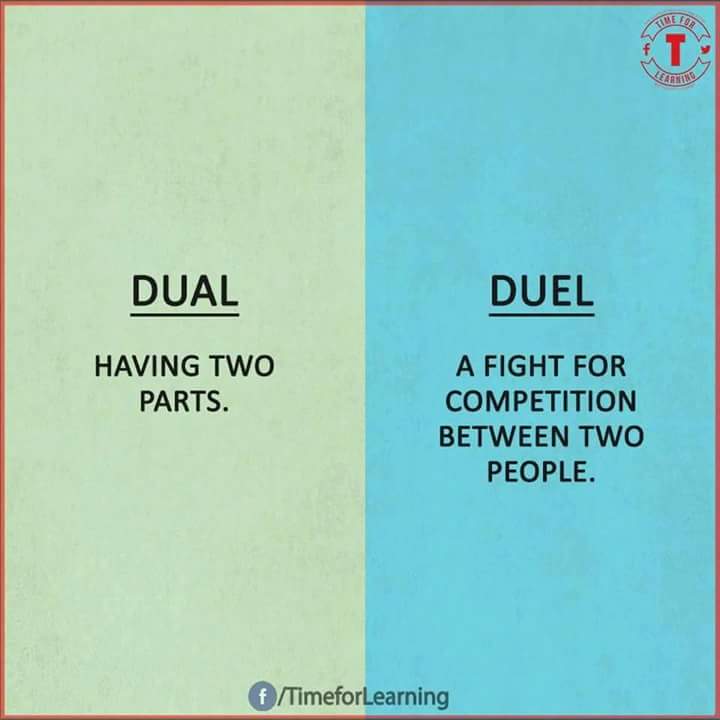 TIME FOR
T
LEARNING
DUAL
HAVING TWO
PARTS.
DUEL
A FIGHT FOR
COMPETITION
BETWEEN TWO
PEOPLE.
f/TimeforLearning